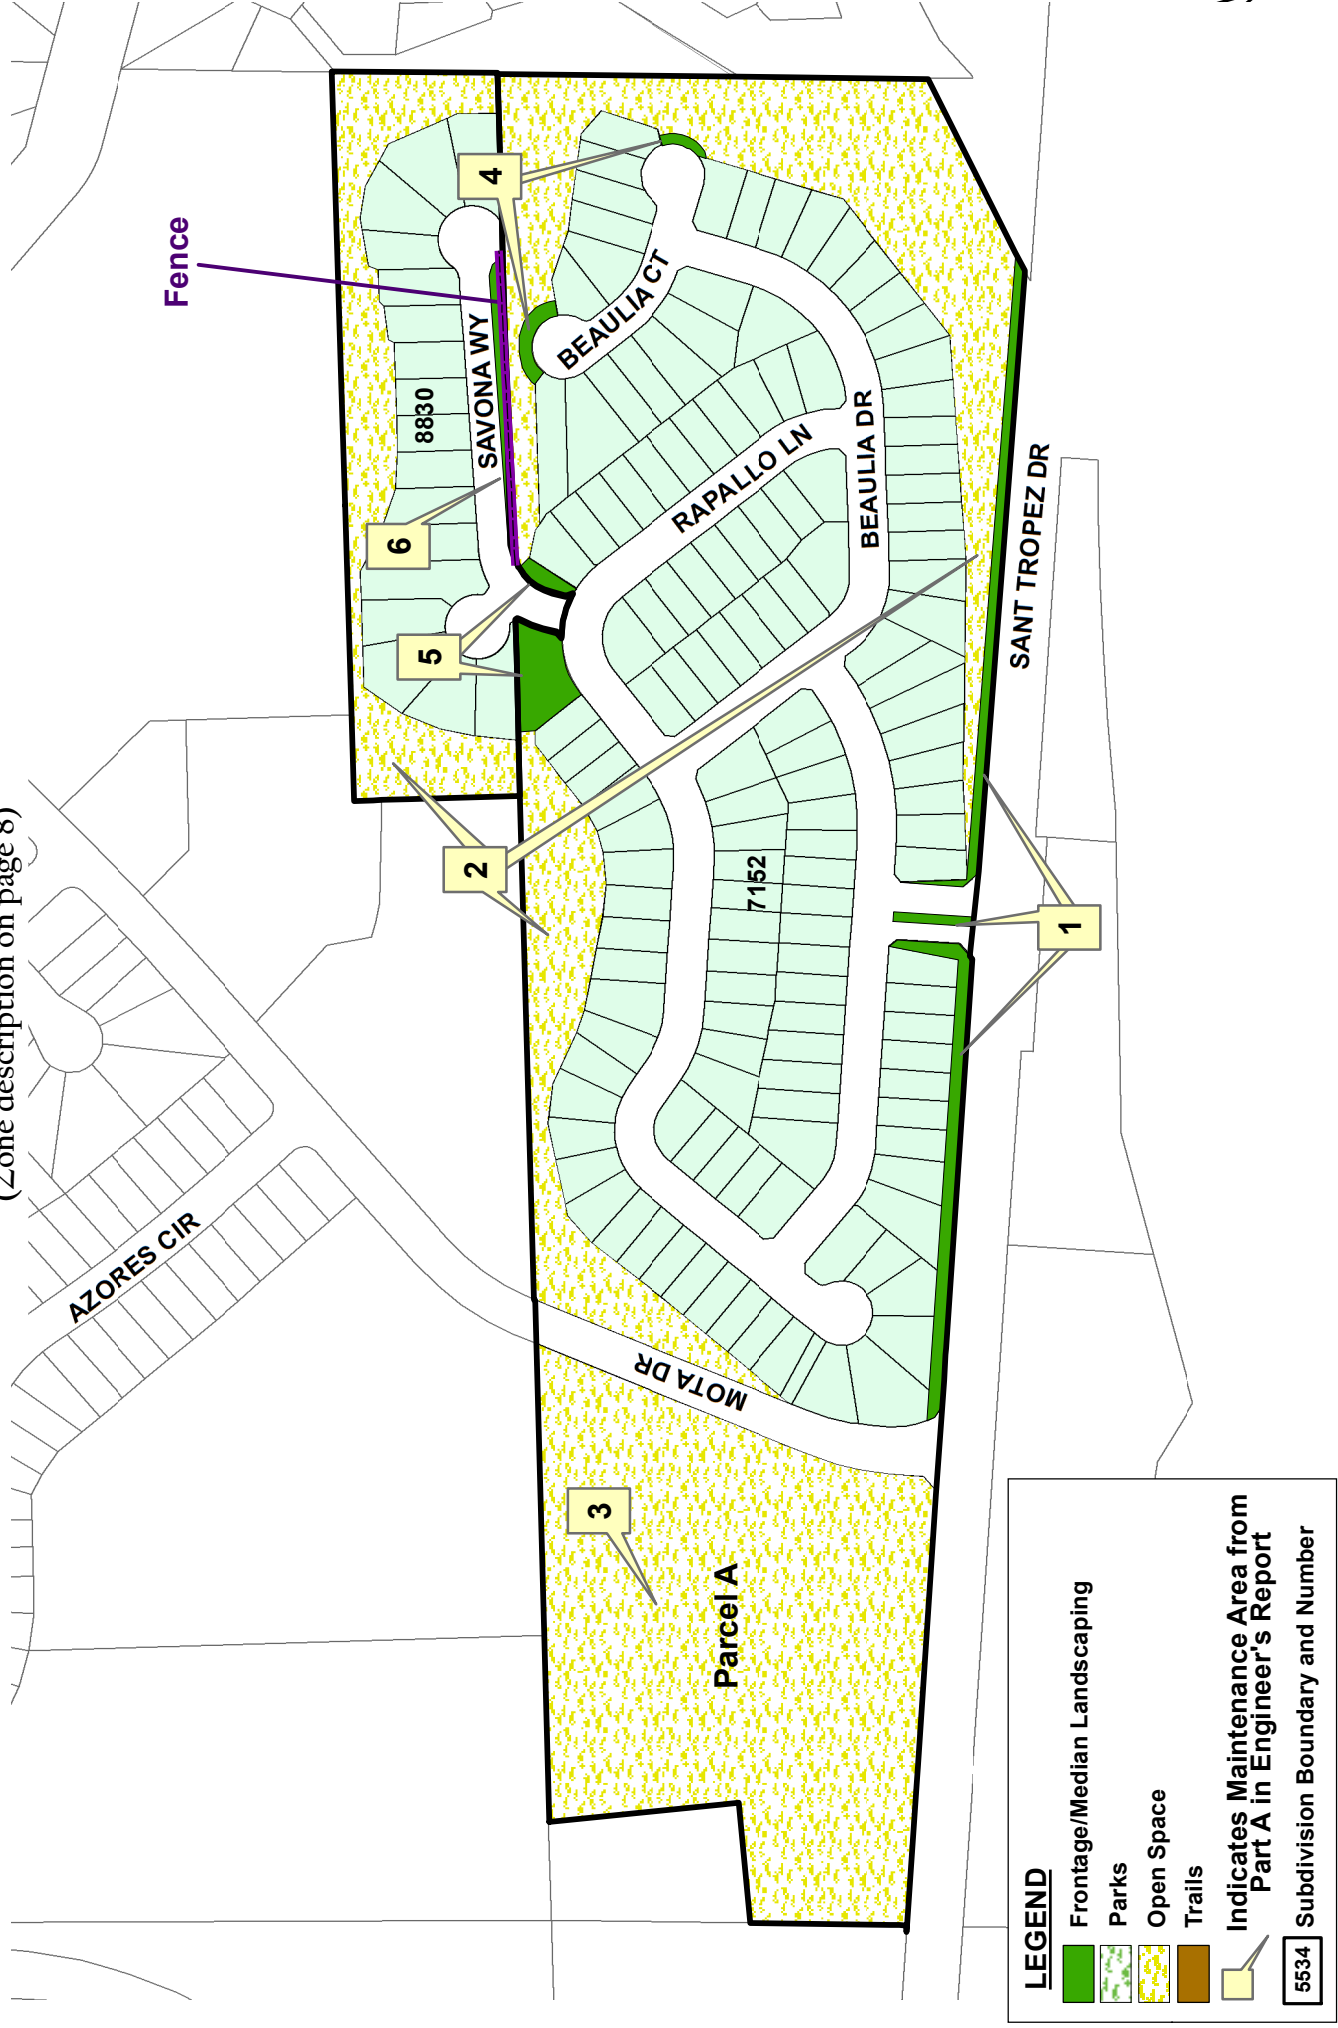 (Zone description on page 8)
Fence
4
SAVONA WY
8830
6
BEAULIA CT
5
RAPALLO LN
BEAULIA DR
SANT TROPEZ DR
2
7152
1
AZORES CIR
MOTA DR
3
Parcel A
LEGEND
Frontage/Median Landscaping
Parks
Open Space
Trails
Indicates Maintenance Area from
Part A in Engineer's Report
5534 Subdivision Boundary and Number